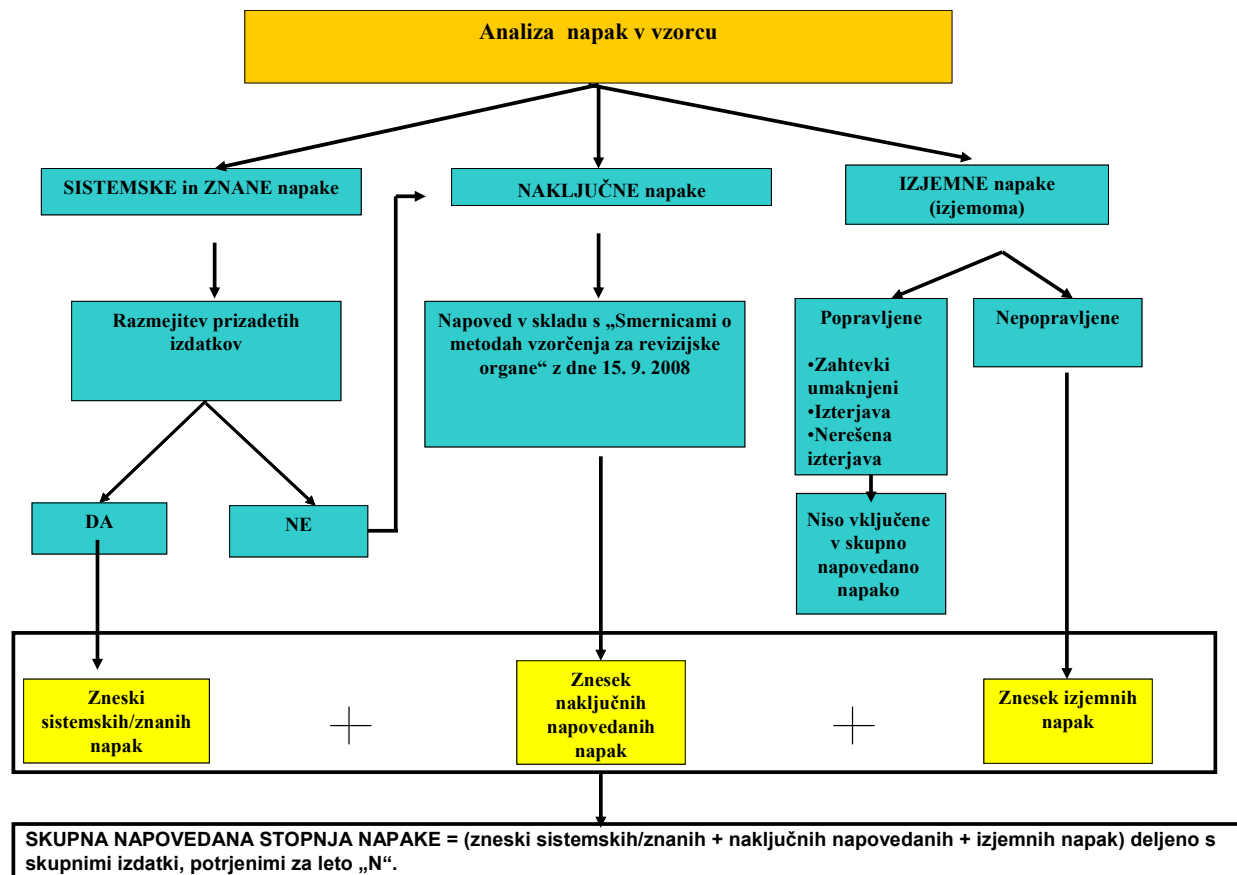 Analiza napak v vzorcu
SISTEMSKE in ZNANE napake
NAKLJUČNE napake
IZJEMNE napake
(izjemoma)
Razmejitev prizadetih
izdatkov
Napoved v skladu s „Smernicami o
metodah vzorčenja za revizijske
organe“ z dne 15. 9. 2008
Popravljene
•Zahtevki
umaknjeni
•Izterjava
•Nerešena
izterjava
Nepopravljene
DA
NE
Niso vključene
v skupno
napovedano
napako
Zneski
sistemskih/znanih
napak
+
Znesek
naključnih
napovedanih
napak
+
Znesek izjemnih
napak
SKUPNA NAPOVEDANA STOPNJA NAPAKE = (zneski sistemskih/znanih + naključnih napovedanih + izjemnih napak) deljeno s
skupnimi izdatki, potrjenimi za leto „N“.